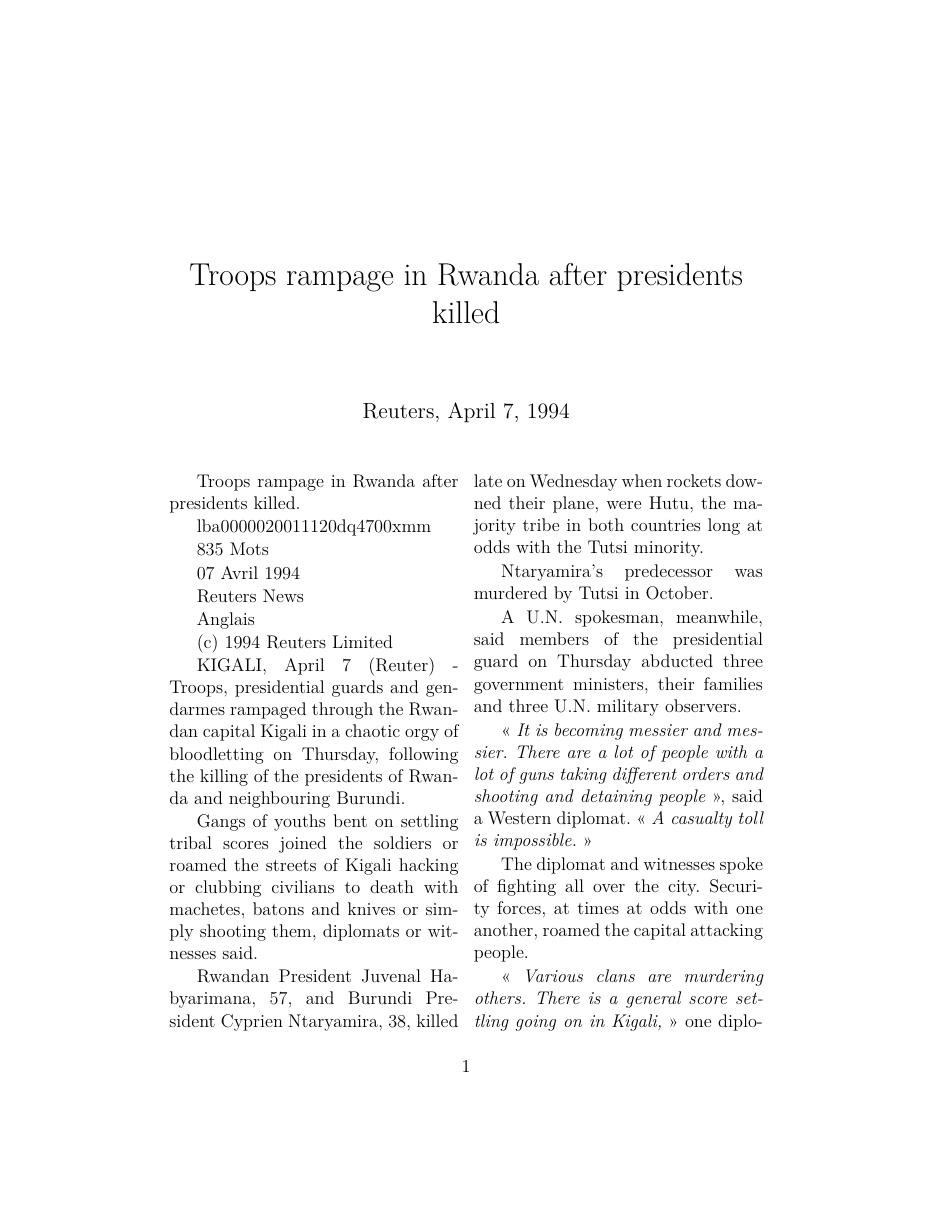 Troops rampage in Rwanda after presidents
killed
Reuters, April 7, 1994
Troops rampage in Rwanda after
presidents killed.
lba0000020011120dq4700xmm
835 Mots
07 Avril 1994
Reuters News
Anglais
(c) 1994 Reuters Limited
KIGALI, April 7 (Reuter) -
Troops, presidential guards and gen-
darmes rampaged through the Rwan-
dan capital Kigali in a chaotic orgy of
bloodletting on Thursday, following
the killing of the presidents of Rwan-
da and neighbouring Burundi.
Gangs of youths bent on settling
tribal scores joined the soldiers or
roamed the streets of Kigali hacking
or clubbing civilians to death with
machetes, batons and knives or sim-
ply shooting them, diplomats or wit-
nesses said.
Rwandan President Juvenal Ha-
byarimana, 57, and Burundi Pre-
sident Cyprien Ntaryamira, 38, killed
late on Wednesday when rockets dow-
ned their plane, were Hutu, the ma-
jority tribe in both countries long at
odds with the Tutsi minority.
Ntaryamira's predecessor was
murdered by Tutsi in October.
A U.N. spokesman, meanwhile,
said members of the presidential
guard on Thursday abducted three
government ministers, their families
and three U.N. military observers.
« It is becoming messier and mes-
sier. There are a lot of people with a
lot of guns taking different orders and
shooting and detaining people », said
a Western diplomat. « A casualty toll
is impossible. »
The diplomat and witnesses spoke
of fighting all over the city. Securi-
ty forces, at times at odds with one
another, roamed the capital attacking
people.
« Various clans are murdering
others. There is a general score set-
tling going on in Kigali, » one diplo-
1